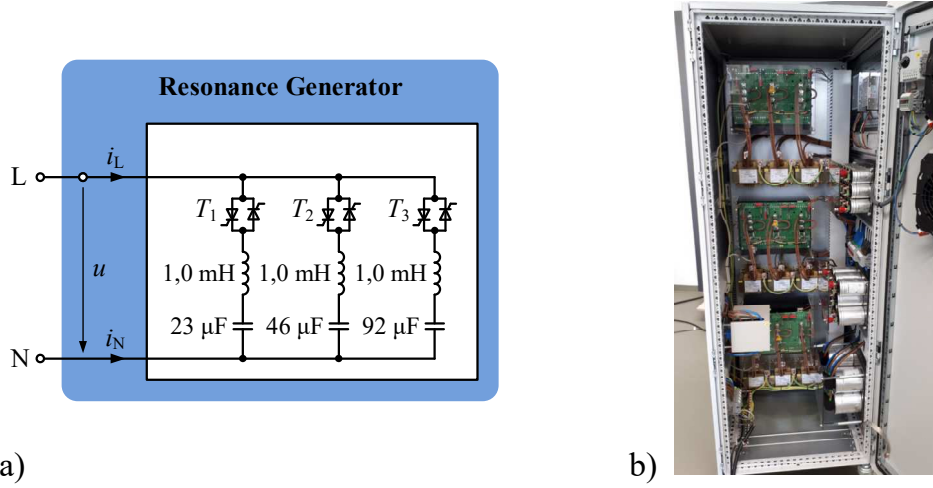 Resonance Generator
L
i_L
T_1
T_2
T_3
1,0 mH 1,0 mH 1,0 mH
u
23 µF 46 µF 92 µF
N
i_N
a)
b)